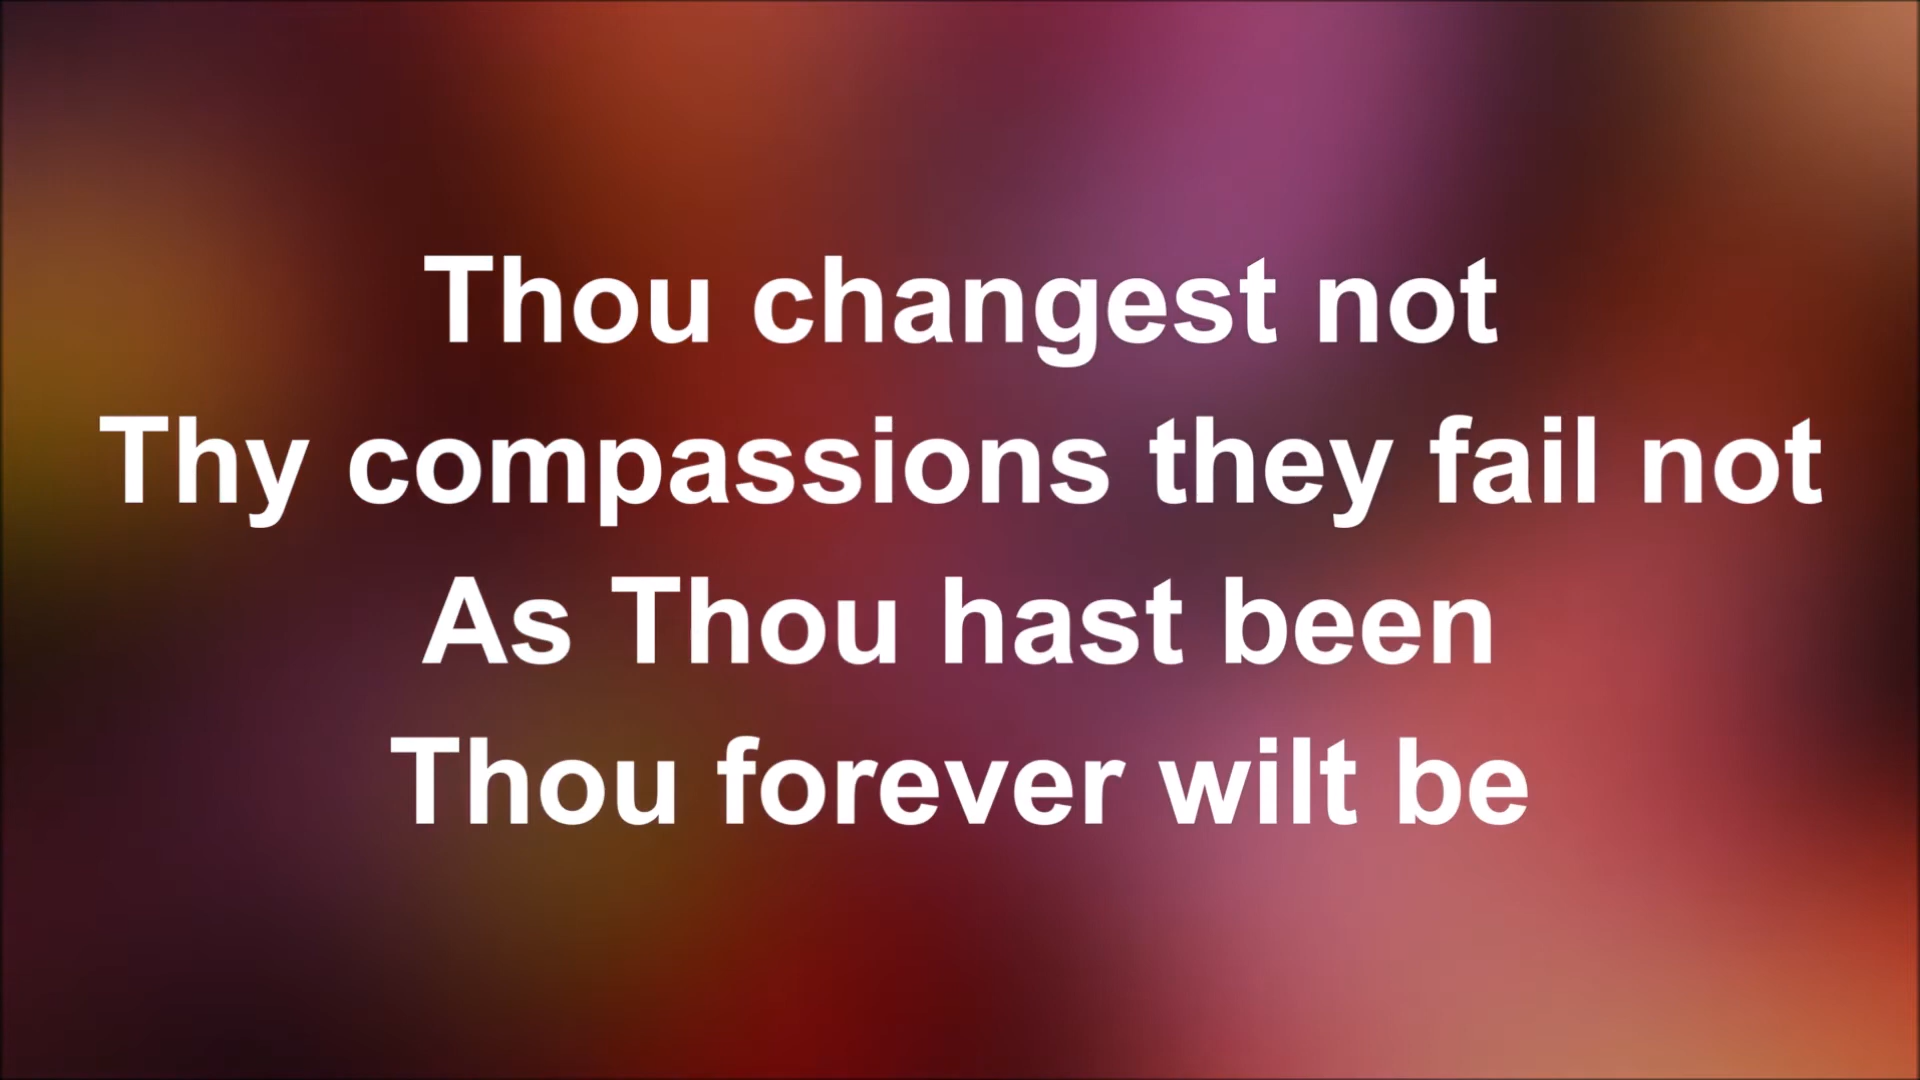 Thou changest not
Thy compassions they fail not
As Thou hast been
Thou forever wilt be